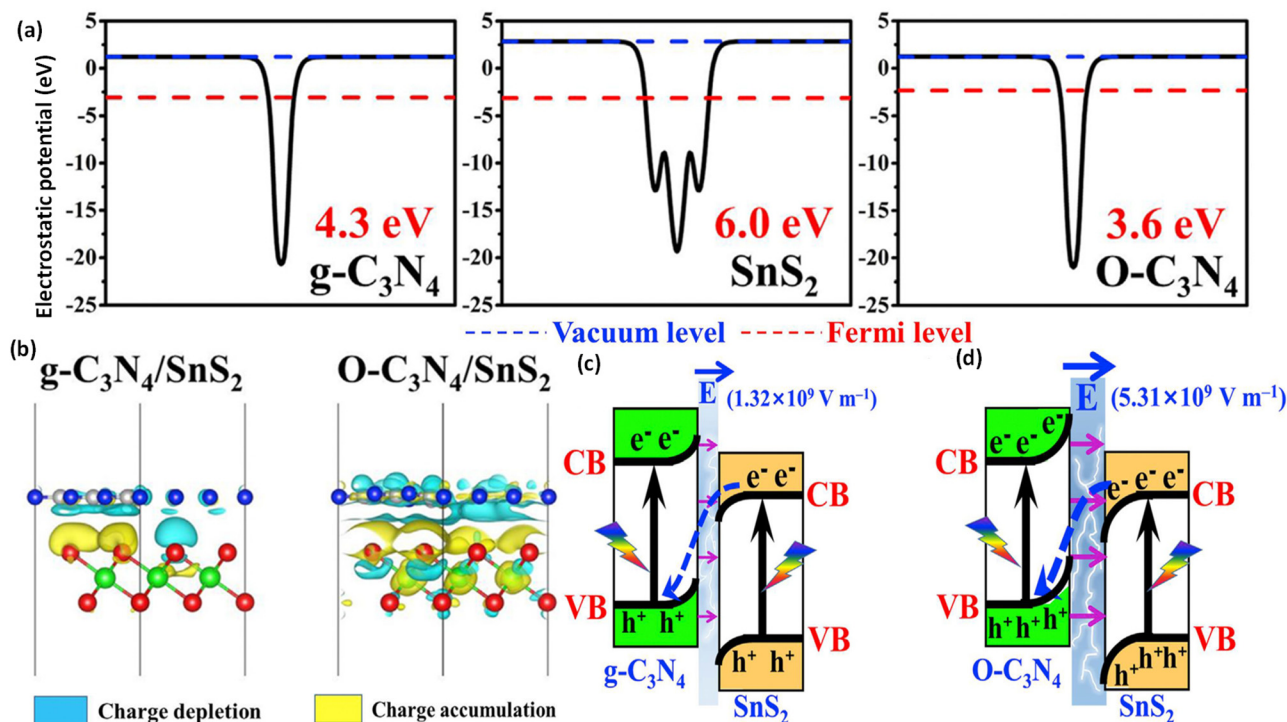 (a)
Electrostatic potential (eV)
5
0
-5
-10
-15
-20
-25
4.3 eV
g-C₃N₄
5
0
-5
-10
-15
-20
-25
6.0 eV
SnS₂
5
0
-5
-10
-15
-20
-25
3.6 eV
O-C₃N₄
Vacuum level
Fermi level
(b)
g-C₃N₄/SnS₂
O-C₃N₄/SnS₂
Charge depletion
Charge accumulation
(c)
E
(1.32×10⁹ V m⁻¹)
e⁻ e⁻
CB
e⁻ e⁻
CB
VB
h⁺ h⁺
VB
h⁺ h⁺
g-C₃N₄
SnS₂
(d)
E
(5.31×10⁹ V m⁻¹)
e⁻ e⁻ e⁻
CB
e⁻ e⁻ e⁻
CB
VB
h⁺ h⁺ h⁺
VB
h⁺ h⁺ h⁺
O-C₃N₄
SnS₂